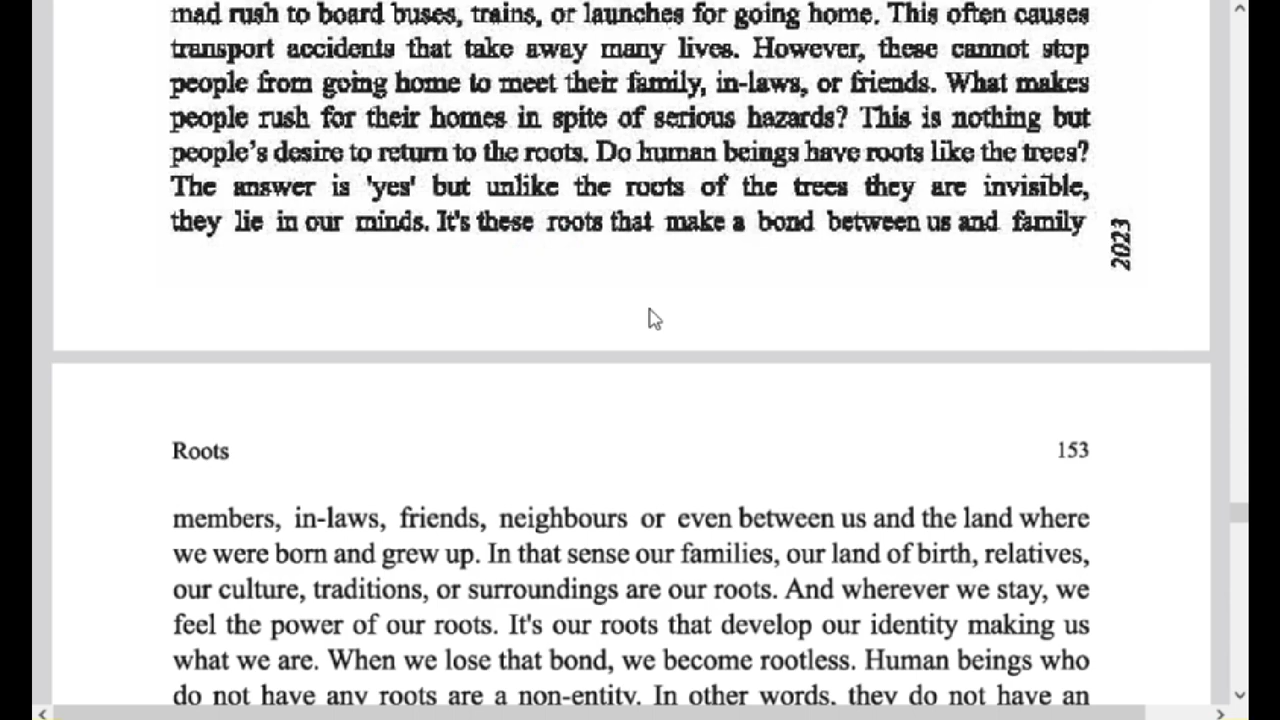 mad rush to board buses, trains, or launches for going home. This often causes
transport accidents that take away many lives. However, these cannot stop
people from going home to meet their family, in-laws, or friends. What makes
people rush for their homes in spite of serious hazards? This is nothing but
people's desire to return to the roots. Do human beings have roots like the trees?
The answer is 'yes' but unlike the roots of the trees they are invisible,
they lie in our minds. It's these roots that make a bond between us and family
2023
Roots 153
members, in-laws, friends, neighbours or even between us and the land where
we were born and grew up. In that sense our families, our land of birth, relatives,
our culture, traditions, or surroundings are our roots. And wherever we stay, we
feel the power of our roots. It's our roots that develop our identity making us
what we are. When we lose that bond, we become rootless. Human beings who
do not have any roots are a non-entity. In other words, they do not have an